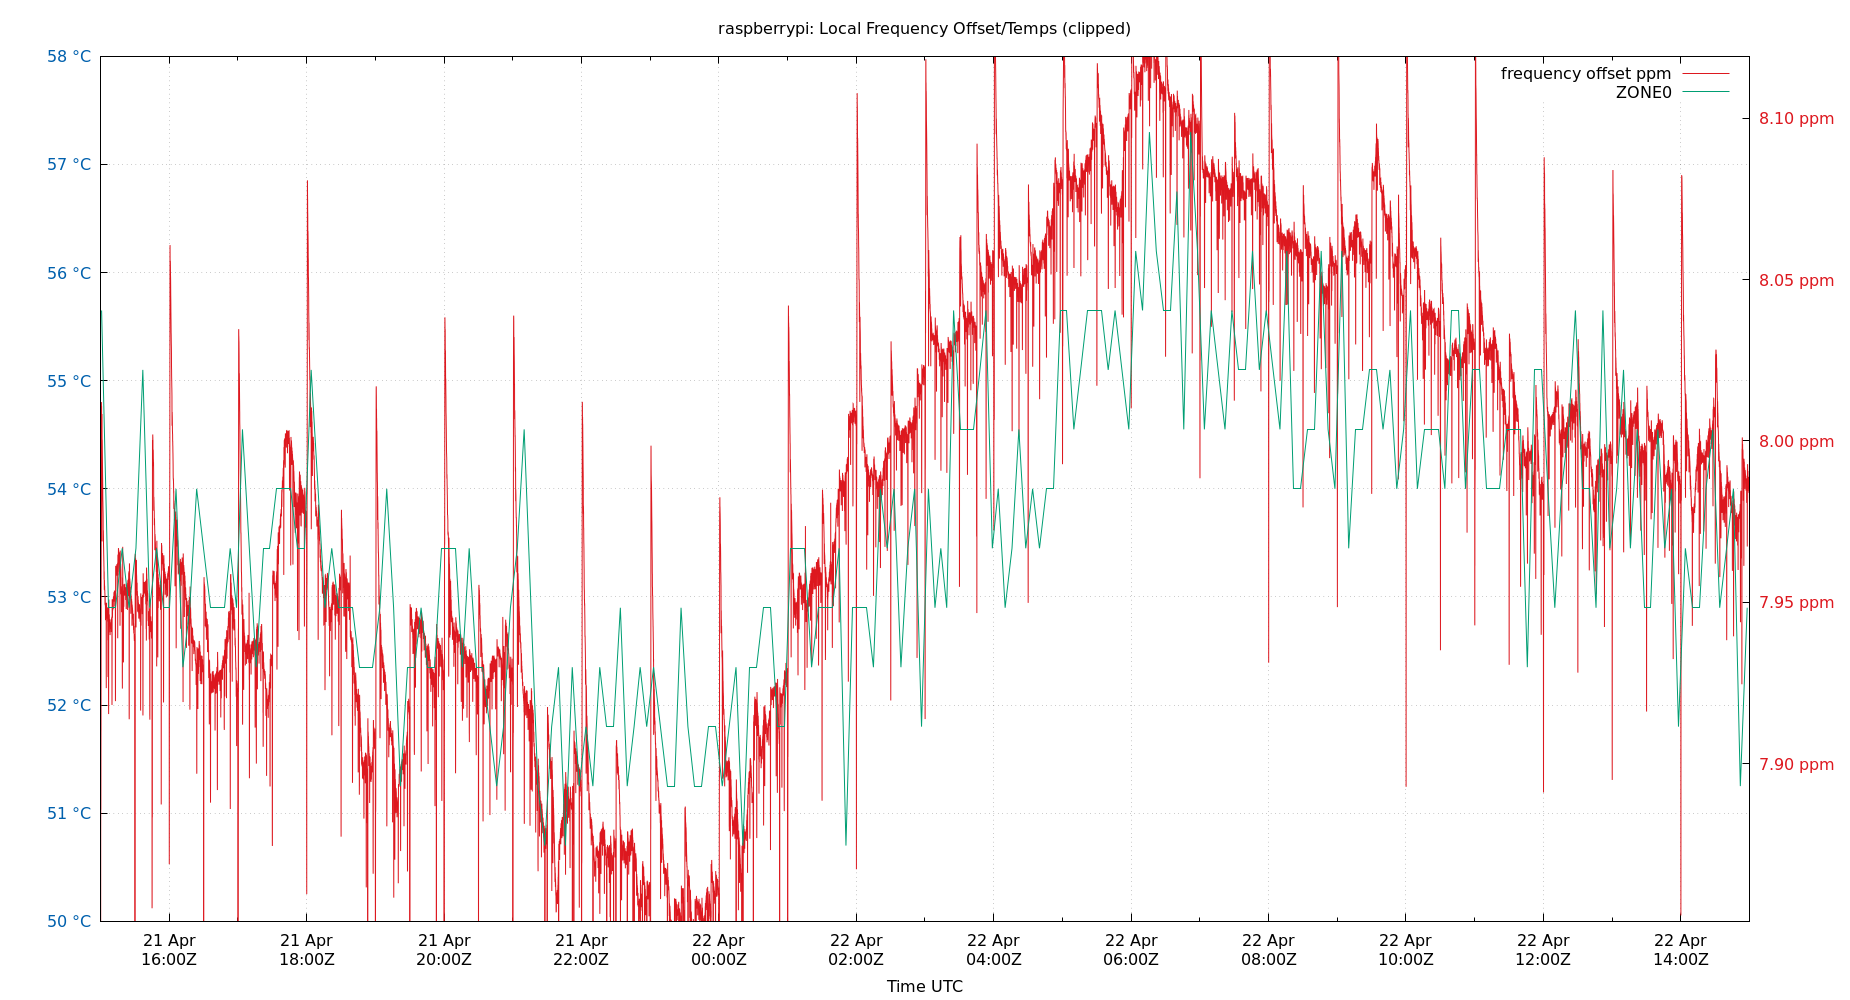 raspberrypi: Local Frequency Offset/Temps (clipped)
frequency offset ppm
ZONE0
58 °C
57 °C
56 °C
55 °C
54 °C
53 °C
52 °C
51 °C
50 °C
8.10 ppm
8.05 ppm
8.00 ppm
7.95 ppm
7.90 ppm
21 Apr 21 Apr 21 Apr 21 Apr 22 Apr 22 Apr 22 Apr 22 Apr 22 Apr 22 Apr 22 Apr 22 Apr
16:00Z 18:00Z 20:00Z 22:00Z 00:00Z 02:00Z 04:00Z 06:00Z 08:00Z 10:00Z 12:00Z 14:00Z
Time UTC